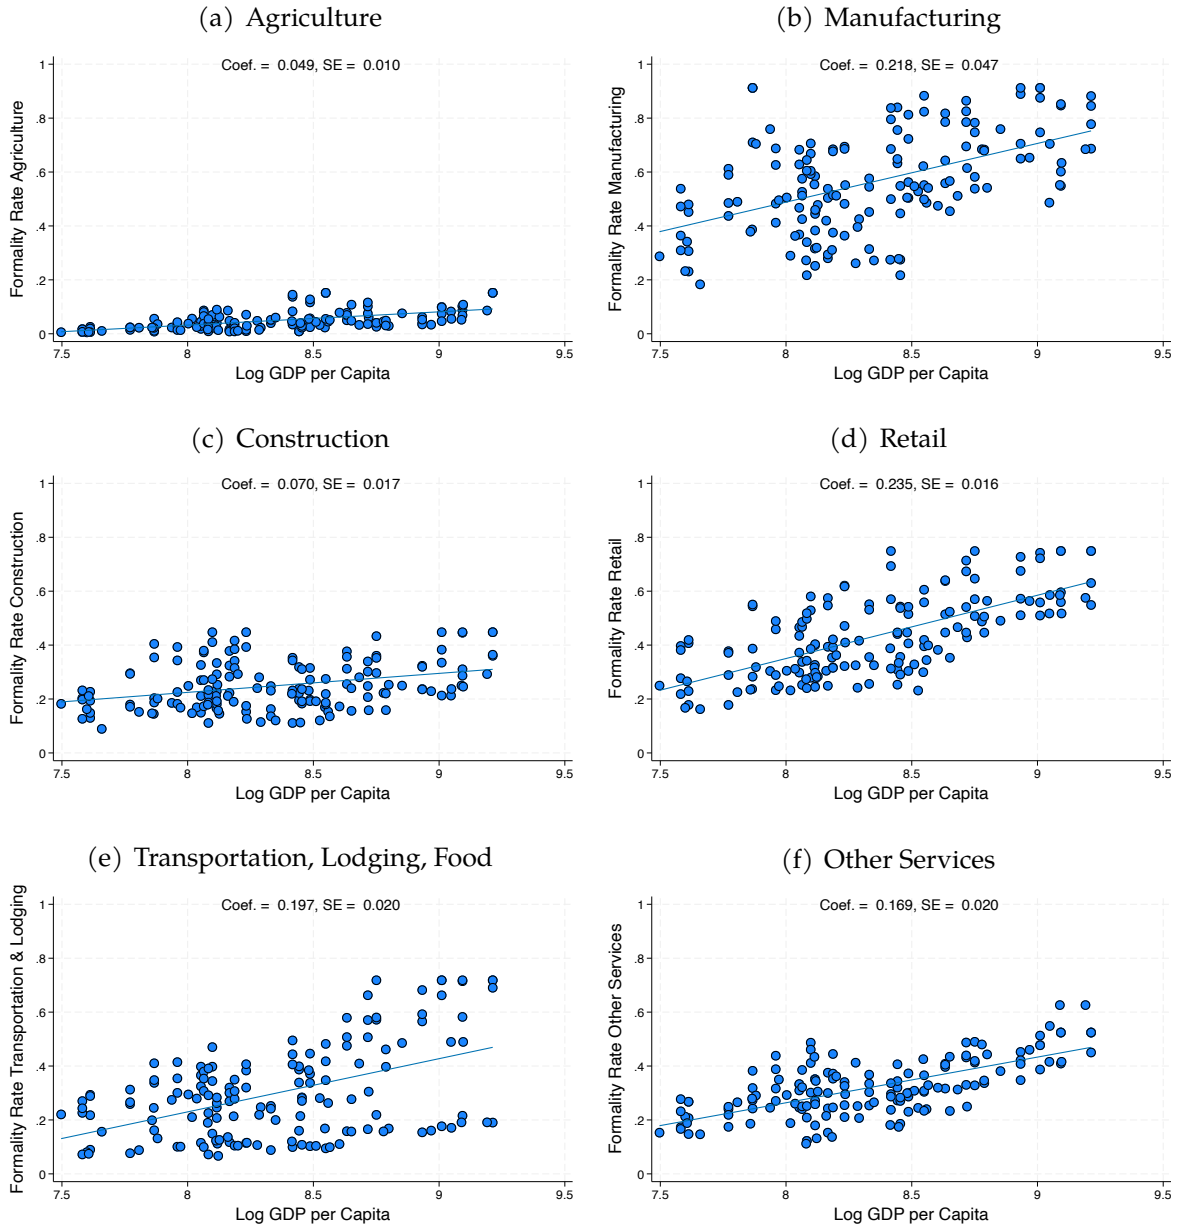 (a) Agriculture
Coef. = 0.049, SE = 0.010
Formality Rate Agriculture
1
.8
.6
.4
.2
0
7.5 8 8.5 9 9.5
Log GDP per Capita
(b) Manufacturing
Coef. = 0.218, SE = 0.047
Formality Rate Manufacturing
1
.8
.6
.4
.2
0
7.5 8 8.5 9 9.5
Log GDP per Capita
(c) Construction
Coef. = 0.070, SE = 0.017
Formality Rate Construction
1
.8
.6
.4
.2
0
7.5 8 8.5 9 9.5
Log GDP per Capita
(d) Retail
Coef. = 0.235, SE = 0.016
Formality Rate Retail
1
.8
.6
.4
.2
0
7.5 8 8.5 9 9.5
Log GDP per Capita
(e) Transportation, Lodging, Food
Coef. = 0.197, SE = 0.020
Formality Rate Transportation & Lodging
1
.8
.6
.4
.2
0
7.5 8 8.5 9 9.5
Log GDP per Capita
(f) Other Services
Coef. = 0.169, SE = 0.020
Formality Rate Other Services
1
.8
.6
.4
.2
0
7.5 8 8.5 9 9.5
Log GDP per Capita